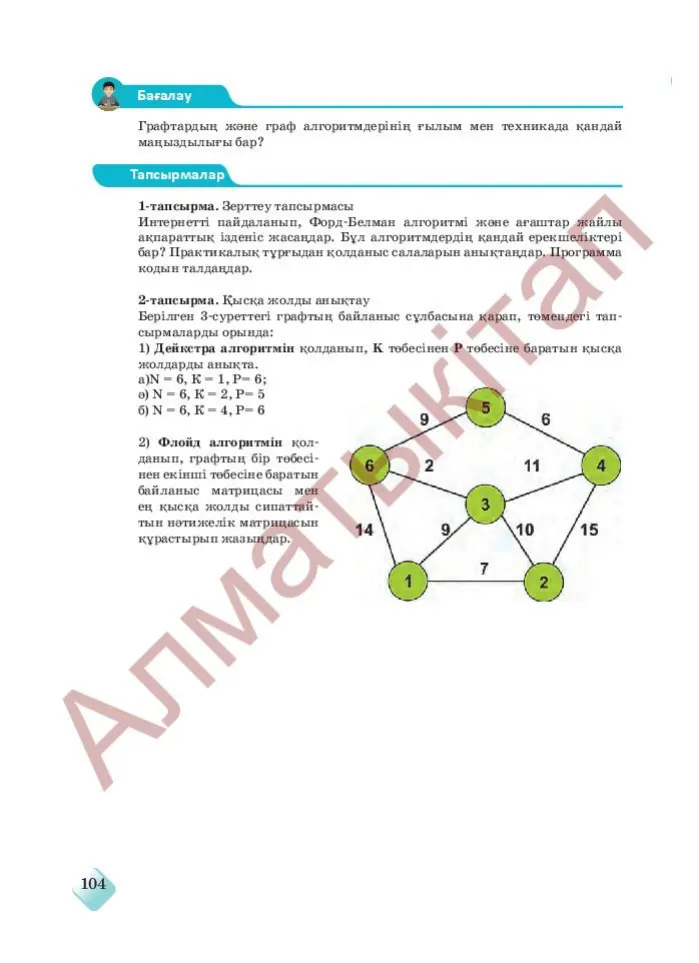 Бағалау
Графтардың және граф алгоритмдерінің ғылым мен техникада қандай
маңыздылығы бар?
Тапсырмалар
1-тапсырма. Зерттеу тапсырмасы
Интернетті пайдаланып, Форд-Белман алгоритмі және ағаштар жайлы
ақпараттық ізденіс жасаңдар. Бұл алгоритмдердің қандай ерекшеліктері
бар? Практикалық тұрғыдан қолданыс салаларын анықтаңдар. Программа
кодын талдаңдар.
2-тапсырма. Қысқа жолды анықтау
Берілген 3-суреттегі графтың байланыс сұлбасына қарап, төмендегі тап-
сырмаларды орында:
1) Дейкстра алгоритмін қолданып, K төбесінен P төбесіне баратын қысқа
жолдарды анықта.
а)N = 6, K = 1, P= 6;
ә) N = 6, K = 2, P= 5
б) N = 6, K = 4, P= 6
2) Флойд алгоритмін қол-
данып, графтың бір төбесі-
нен екінші төбесіне баратын
байланыс матрицасы мен
ең қысқа жолды сипаттай-
тын нәтижелік матрицасын
құрастырып жазыңдар.
5
9
6
6
2
11
4
3
14
9
10
15
7
1
2
Алматыкітап
104